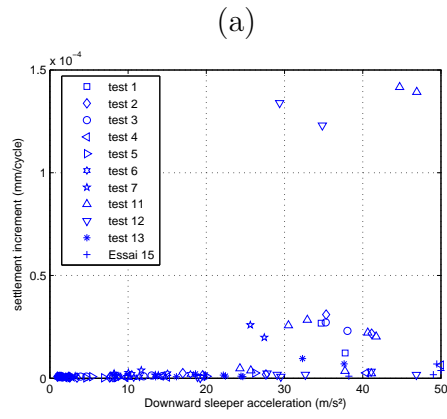 (a)
x 10⁻⁴
1.5
1
0.5
0
0 10 20 30 40 50
settlement increment (mm/cycle)
Downward sleeper acceleration (m/s²)
test 1
test 2
test 3
test 4
test 5
test 6
test 7
test 11
test 12
test 13
Essai 15